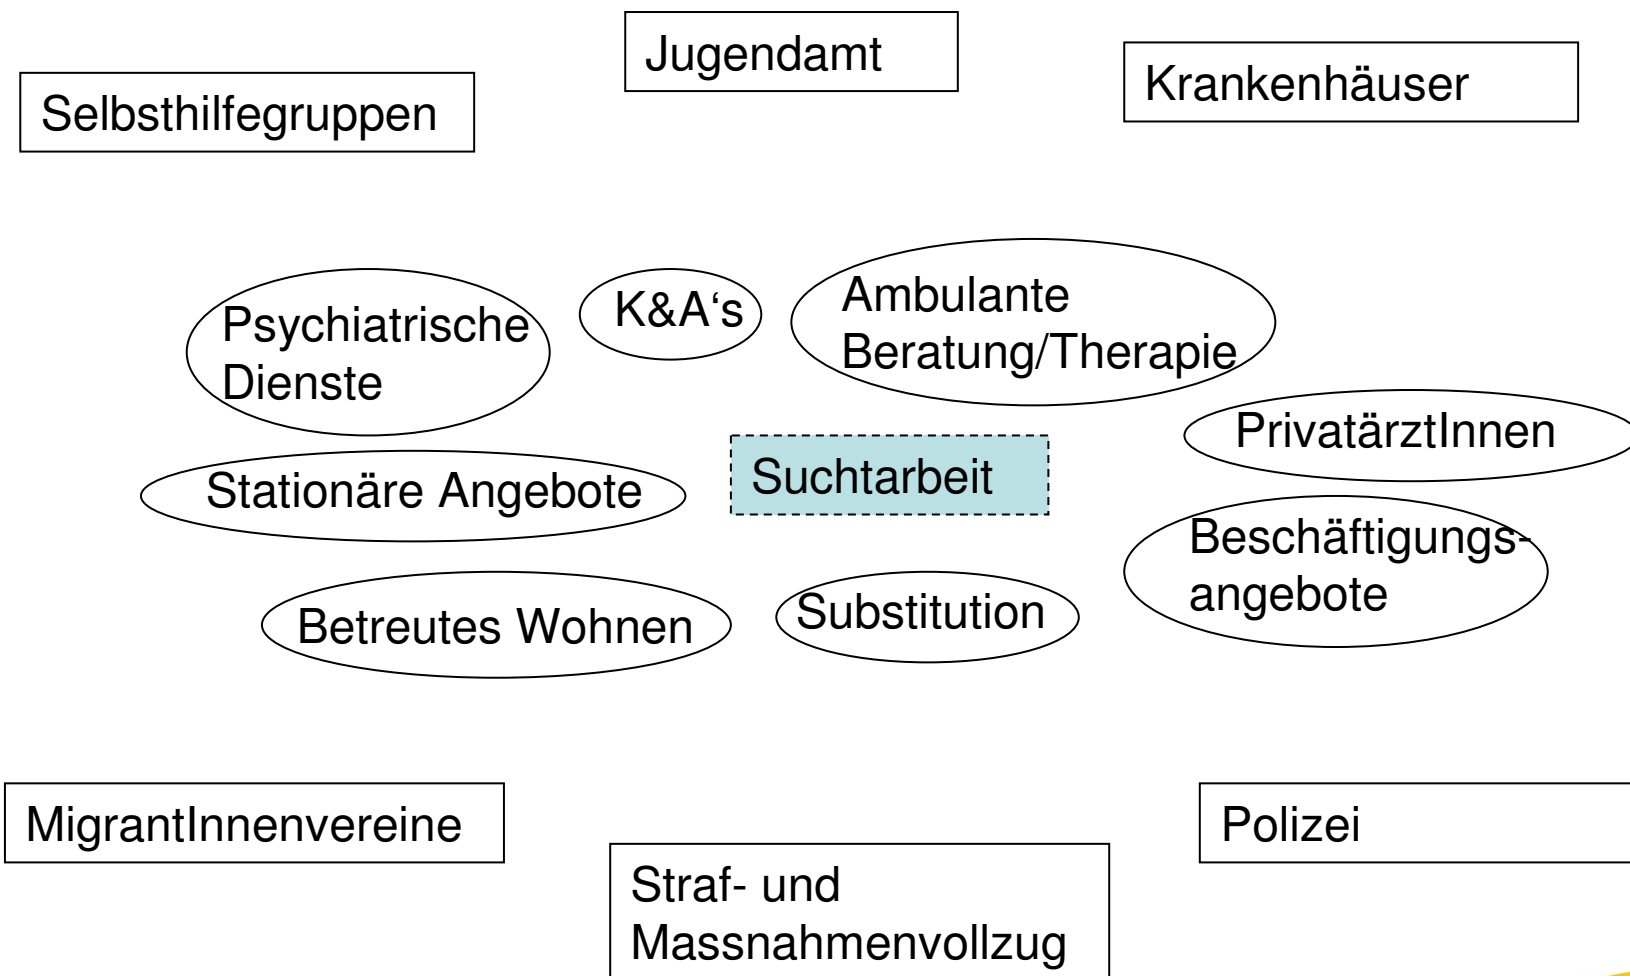 Jugendamt
Krankenhäuser
Selbsthilfegruppen
Psychiatrische
Dienste
K&A‘s
Ambulante
Beratung/Therapie
PrivatärztInnen
Stationäre Angebote
Suchtarbeit
Beschäftigungs-
angebote
Betreutes Wohnen
Substitution
MigrantInnenvereine
Polizei
Straf- und
Massnahmenvollzug